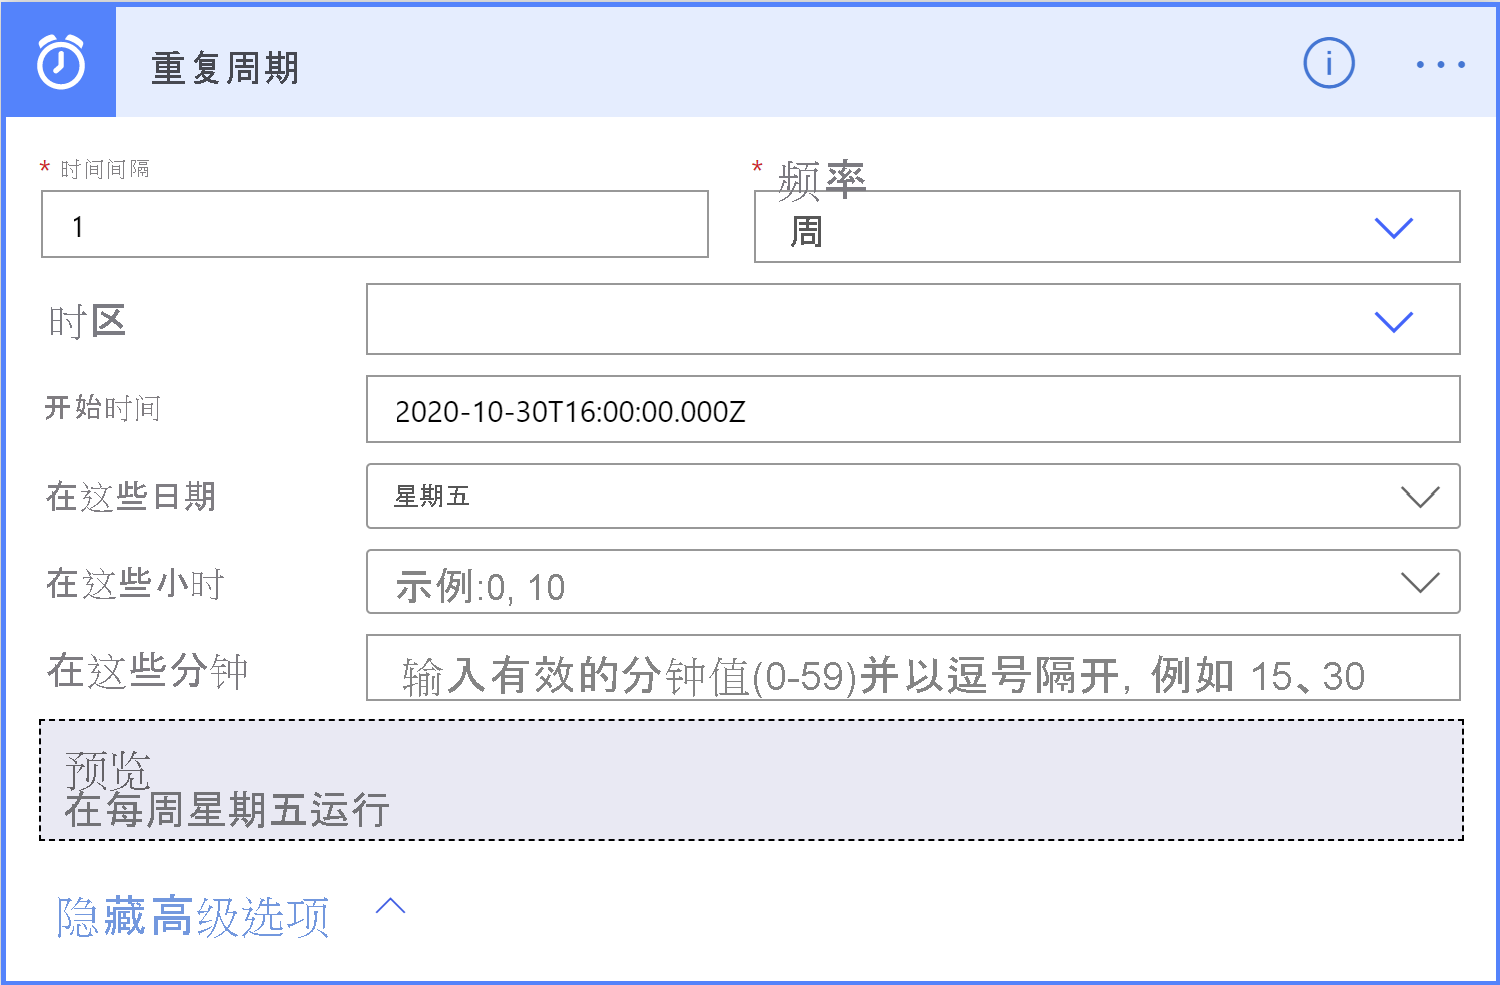 重复周期
* 时间间隔
1
* 频率
周
时区
开始时间
2020-10-30T16:00:00.000Z
在这些日期
星期五
在这些小时
示例:0, 10
在这些分钟
输入有效的分钟值(0-59)并以逗号隔开, 例如 15、30
预览
在每周星期五运行
隐藏高级选项